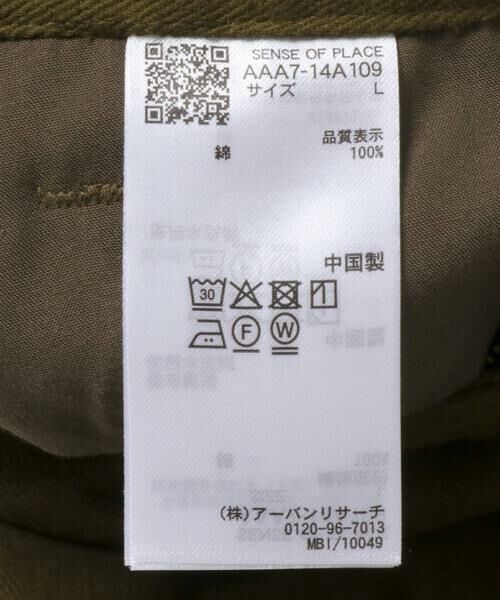 SENSE OF PLACE
AAA7-14A109
サイズ L
品質表示
綿 100%
中国製
30
F W
(株)アーバンリサーチ
0120-96-7013
MBI/10049